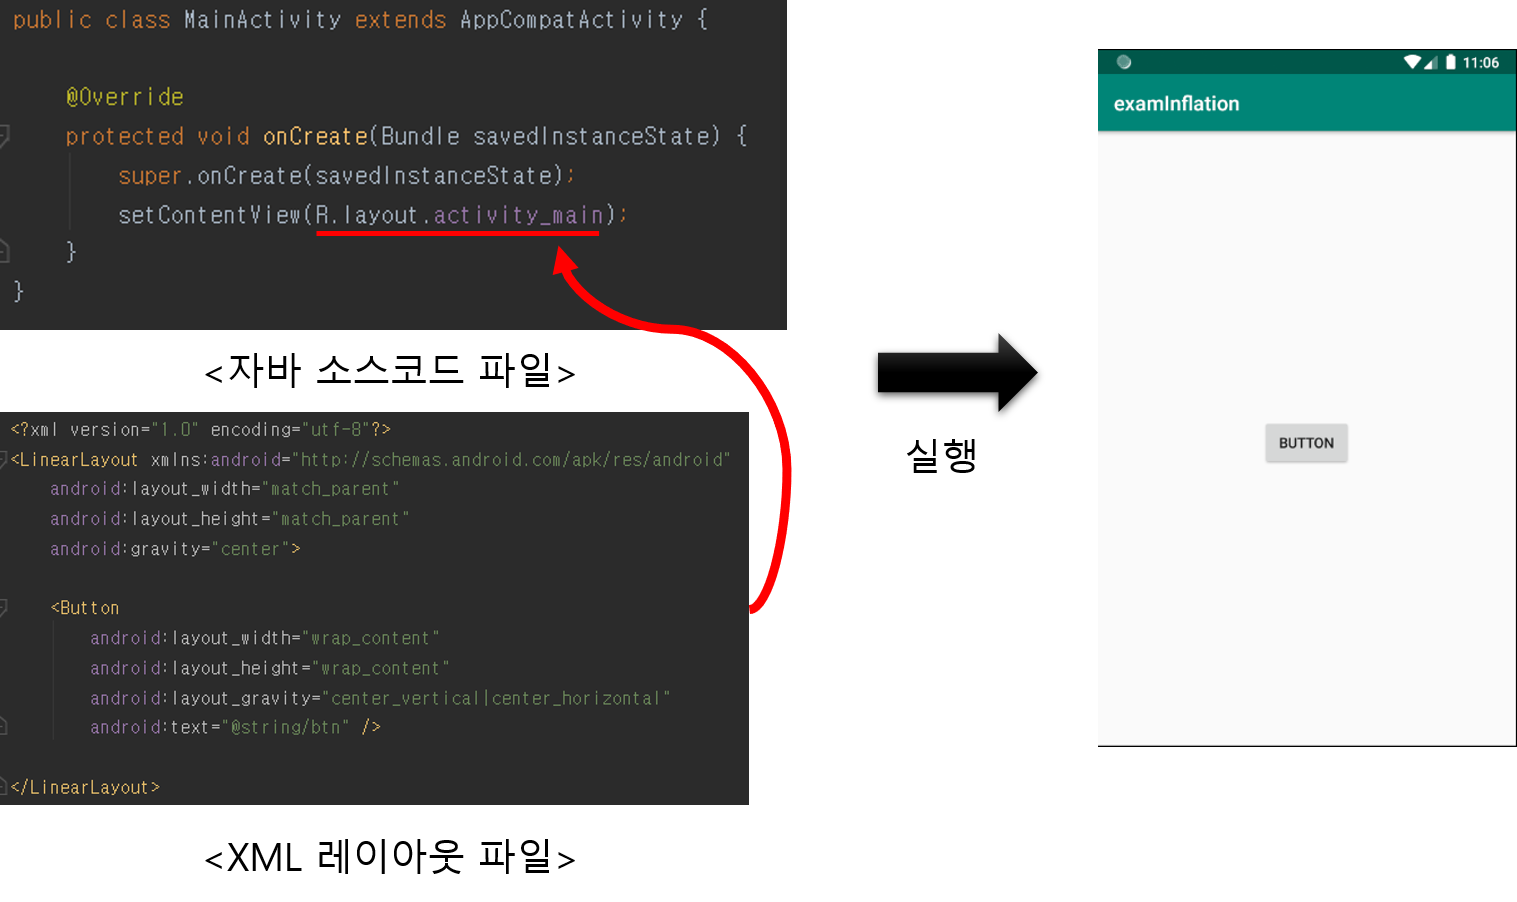 public class MainActivity extends AppCompatActivity {
@Override
protected void onCreate(Bundle savedInstanceState) {
super.onCreate(savedInstanceState);
setContentView(R.layout.activity_main);
}
}
<자바 소스코드 파일>
<?xml version="1.0" encoding="utf-8"?>
<LinearLayout xmlns:android="http://schemas.android.com/apk/res/android"
android:layout_width="match_parent"
android:layout_height="match_parent"
android:gravity="center">
<Button
android:layout_width="wrap_content"
android:layout_height="wrap_content"
android:layout_gravity="center_vertical|center_horizontal"
android:text="@string/btn" />
</LinearLayout>
<XML 레이아웃 파일>
실행
11:06
examInflation
BUTTON